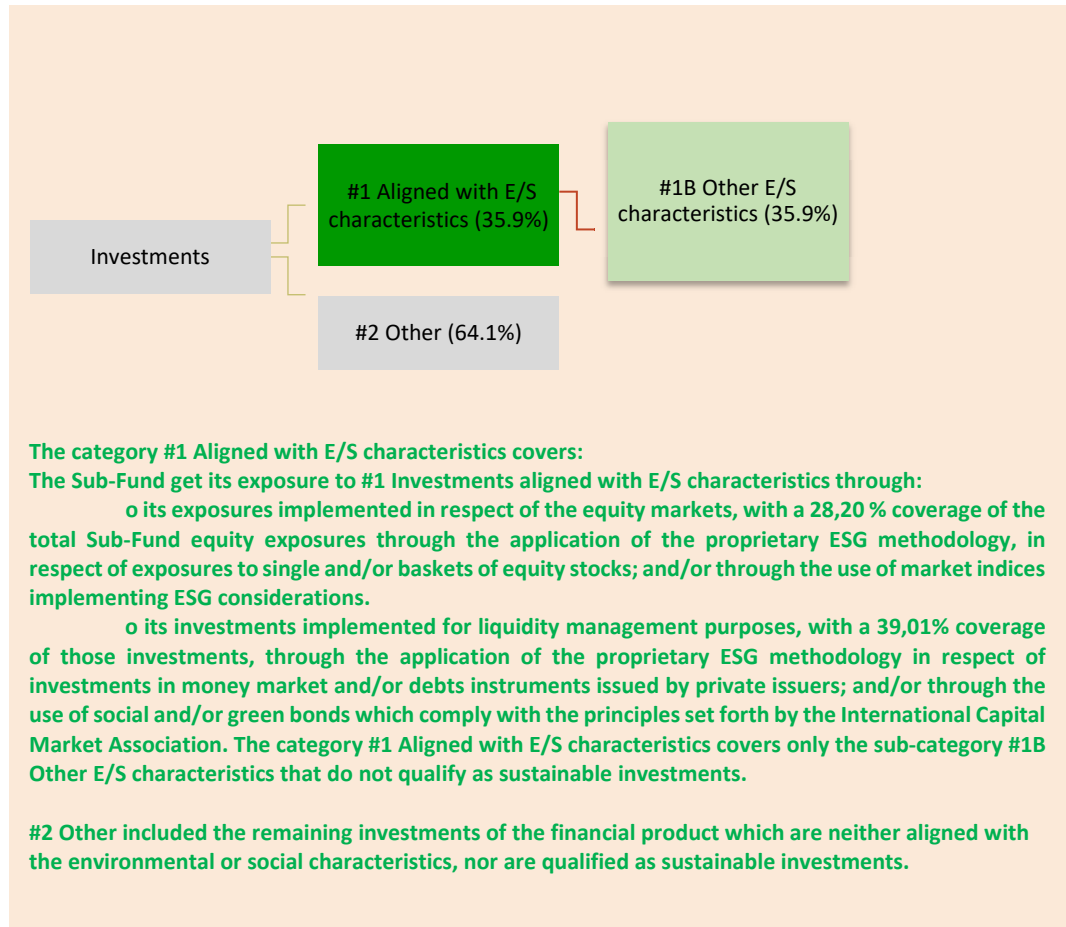 #1 Aligned with E/S
characteristics (35.9%)
#1B Other E/S
characteristics (35.9%)
Investments
#2 Other (64.1%)
The category #1 Aligned with E/S characteristics covers:
The Sub-Fund get its exposure to #1 Investments aligned with E/S characteristics through:
o its exposures implemented in respect of the equity markets, with a 28,20 % coverage of the
total Sub-Fund equity exposures through the application of the proprietary ESG methodology, in
respect of exposures to single and/or baskets of equity stocks; and/or through the use of market indices
implementing ESG considerations.
o its investments implemented for liquidity management purposes, with a 39,01% coverage
of those investments, through the application of the proprietary ESG methodology in respect of
investments in money market and/or debts instruments issued by private issuers; and/or through the
use of social and/or green bonds which comply with the principles set forth by the International Capital
Market Association. The category #1 Aligned with E/S characteristics covers only the sub-category #1B
Other E/S characteristics that do not qualify as sustainable investments.
#2 Other included the remaining investments of the financial product which are neither aligned with
the environmental or social characteristics, nor are qualified as sustainable investments.